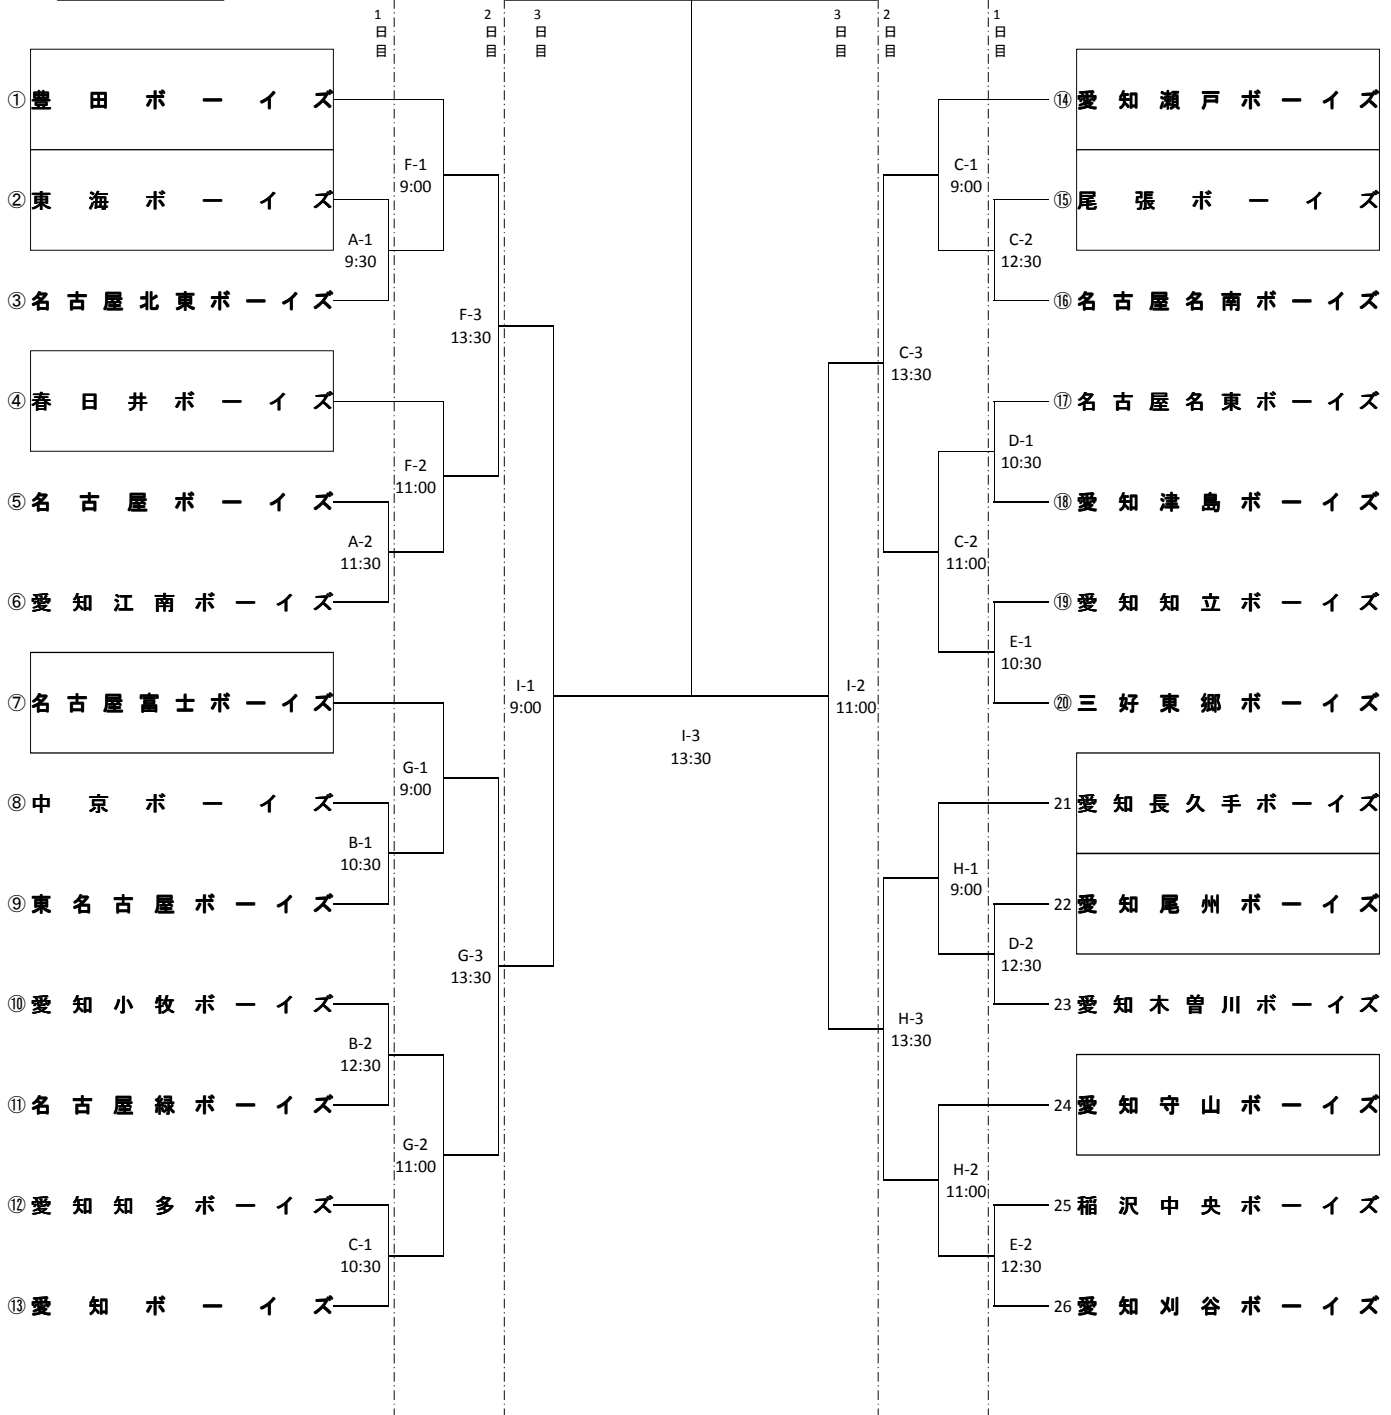 1日目
2日目
3日目
3日目
2日目
1日目
①豊田ボーイズ
⑭愛知瀬戸ボーイズ
F-1
9:00
C-1
9:00
②東海ボーイズ
⑮尾張ボーイズ
A-1
9:30
C-2
12:30
③名古屋北東ボーイズ
⑯名古屋名南ボーイズ
F-3
13:30
C-3
13:30
④春日井ボーイズ
⑰名古屋名東ボーイズ
D-1
10:30
F-2
11:00
⑤名古屋ボーイズ
⑱愛知津島ボーイズ
A-2
11:30
C-2
11:00
⑥愛知江南ボーイズ
⑲愛知知立ボーイズ
E-1
10:30
I-1
9:00
I-2
11:00
⑦名古屋富士ボーイズ
⑳三好東郷ボーイズ
I-3
13:30
G-1
9:00
⑧中京ボーイズ
21愛知長久手ボーイズ
B-1
10:30
H-1
9:00
⑨東名古屋ボーイズ
22愛知尾州ボーイズ
G-3
13:30
D-2
12:30
⑩愛知小牧ボーイズ
23愛知木曽川ボーイズ
B-2
12:30
H-3
13:30
⑪名古屋緑ボーイズ
24愛知守山ボーイズ
G-2
11:00
H-2
11:00
⑫愛知知多ボーイズ
25稲沢中央ボーイズ
C-1
10:30
E-2
12:30
⑬愛知ボーイズ
26愛知刈谷ボーイズ